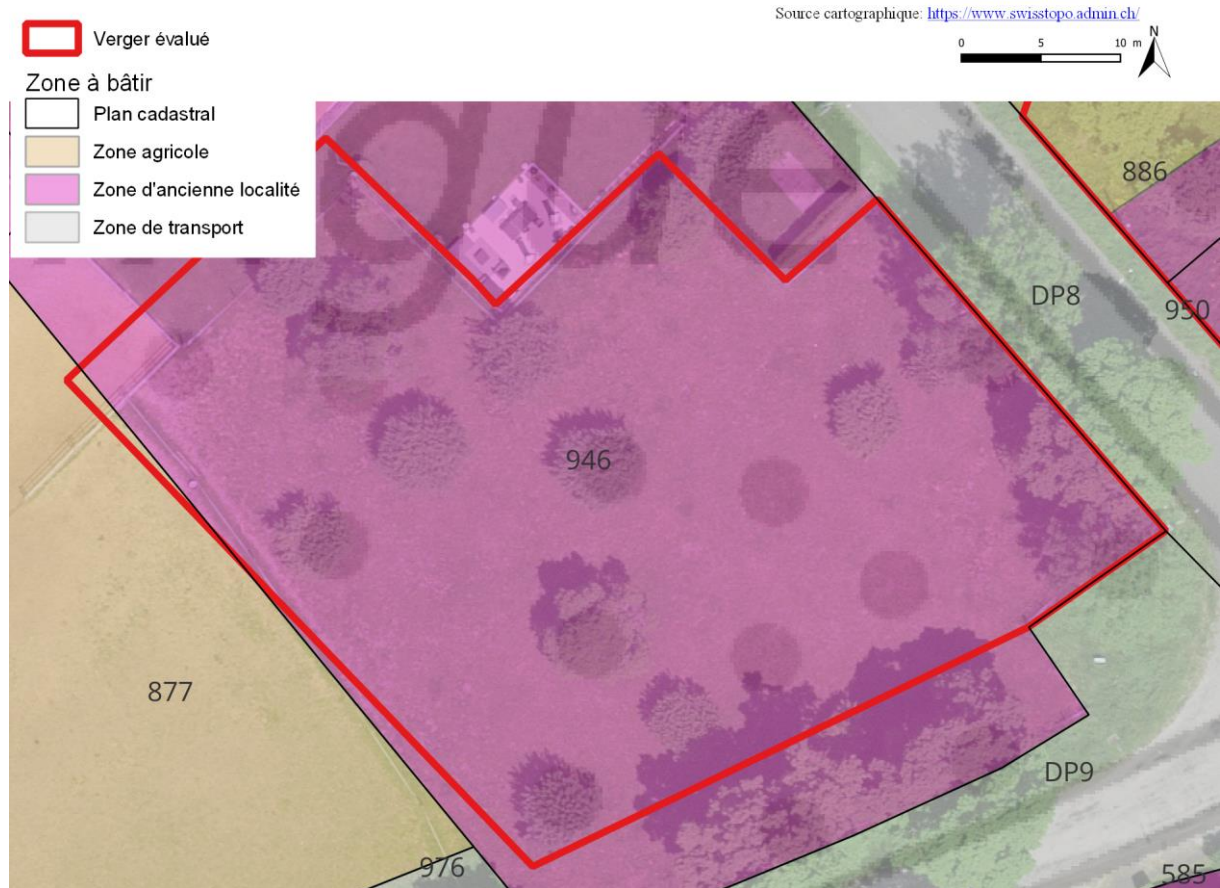 Source cartographique: https://www.swisstopo.admin.ch/
0 5 10 m N
Verger évalué
Zone à bâtir
Plan cadastral
Zone agricole
Zone d'ancienne localité
Zone de transport
886
DP8
950
946
877
DP9
976
585